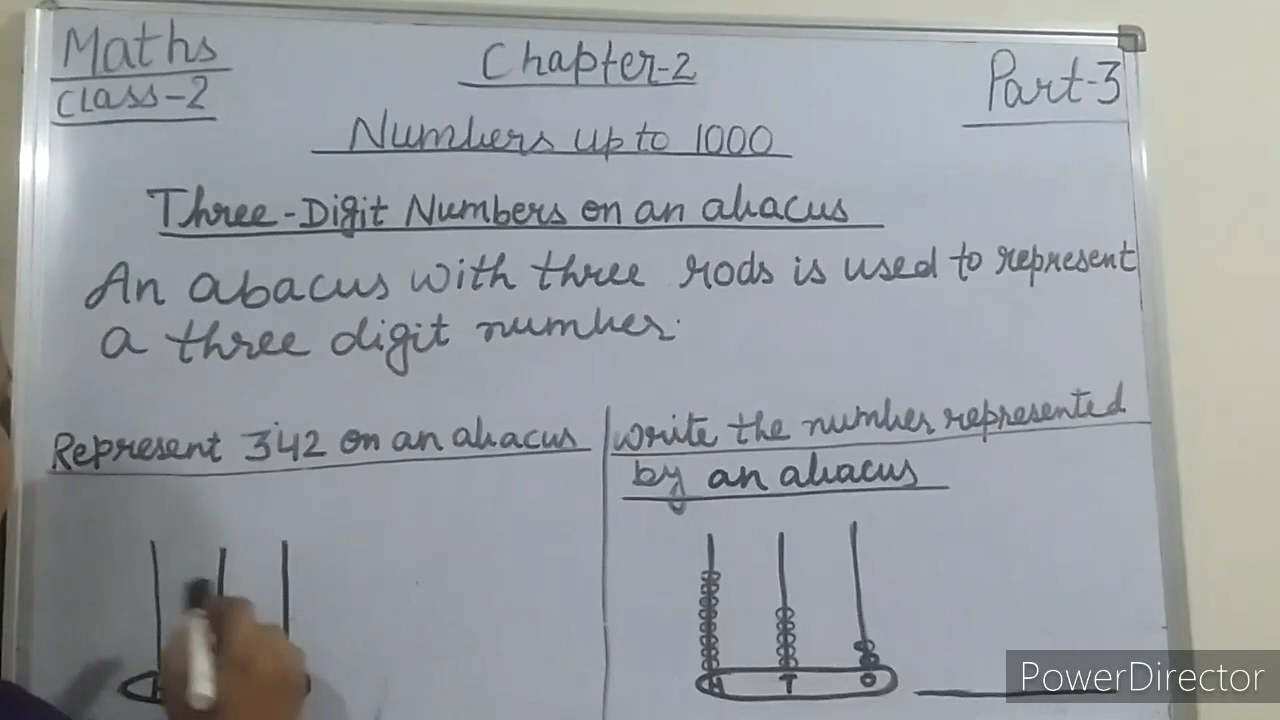 Maths
Class-2
Chapter-2
Part-3
Numbers up to 1000
Three-Digit Numbers on an abacus
An abacus with three rods is used to represent
a three digit number.
Represent 342 on an abacus
Write the number represented
by an abacus
H
H T O
PowerDirector